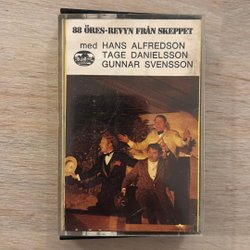 88 ÖRES-REVYN FRÅN SKEPPET
med HANS ALFREDSON
TAGE DANIELSSON
GUNNAR SVENSSON